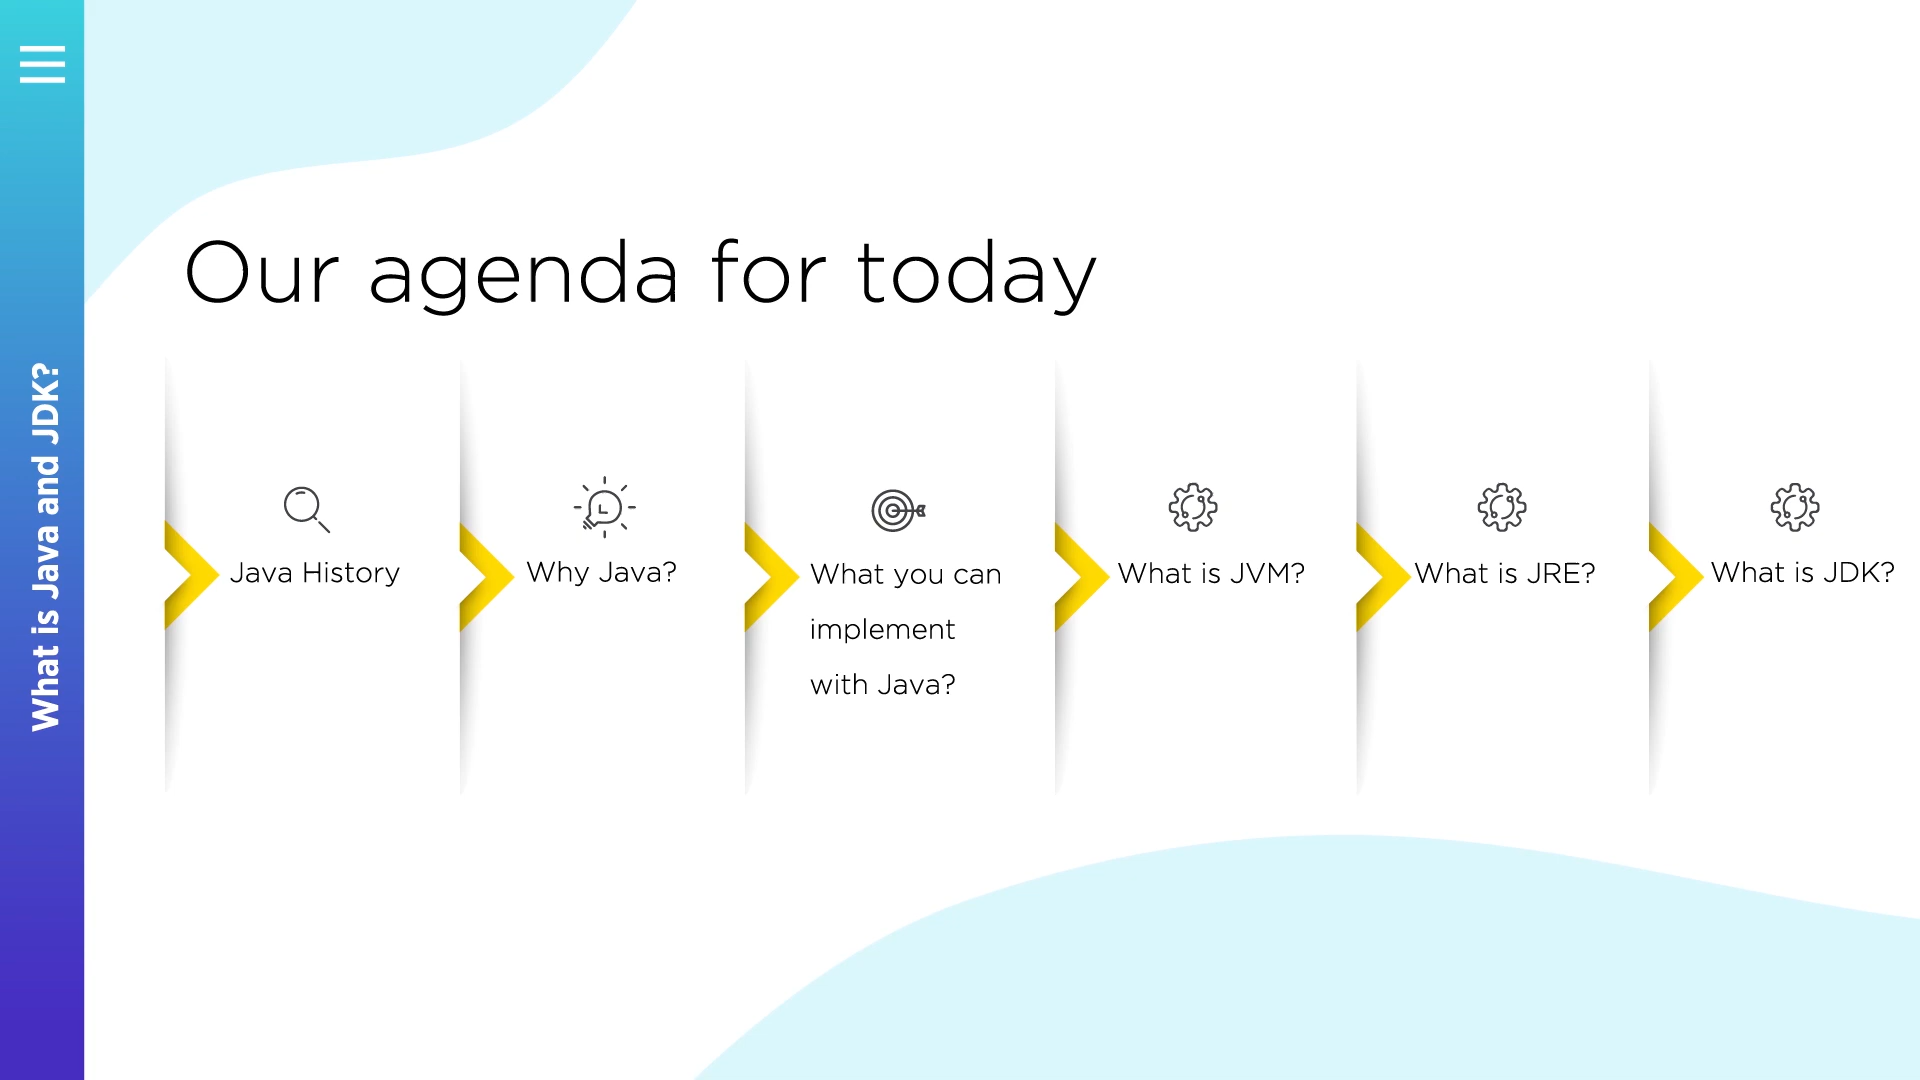 What is Java and JDK?
Our agenda for today
Java History
Why Java?
What you can
implement
with Java?
What is JVM?
What is JRE?
What is JDK?